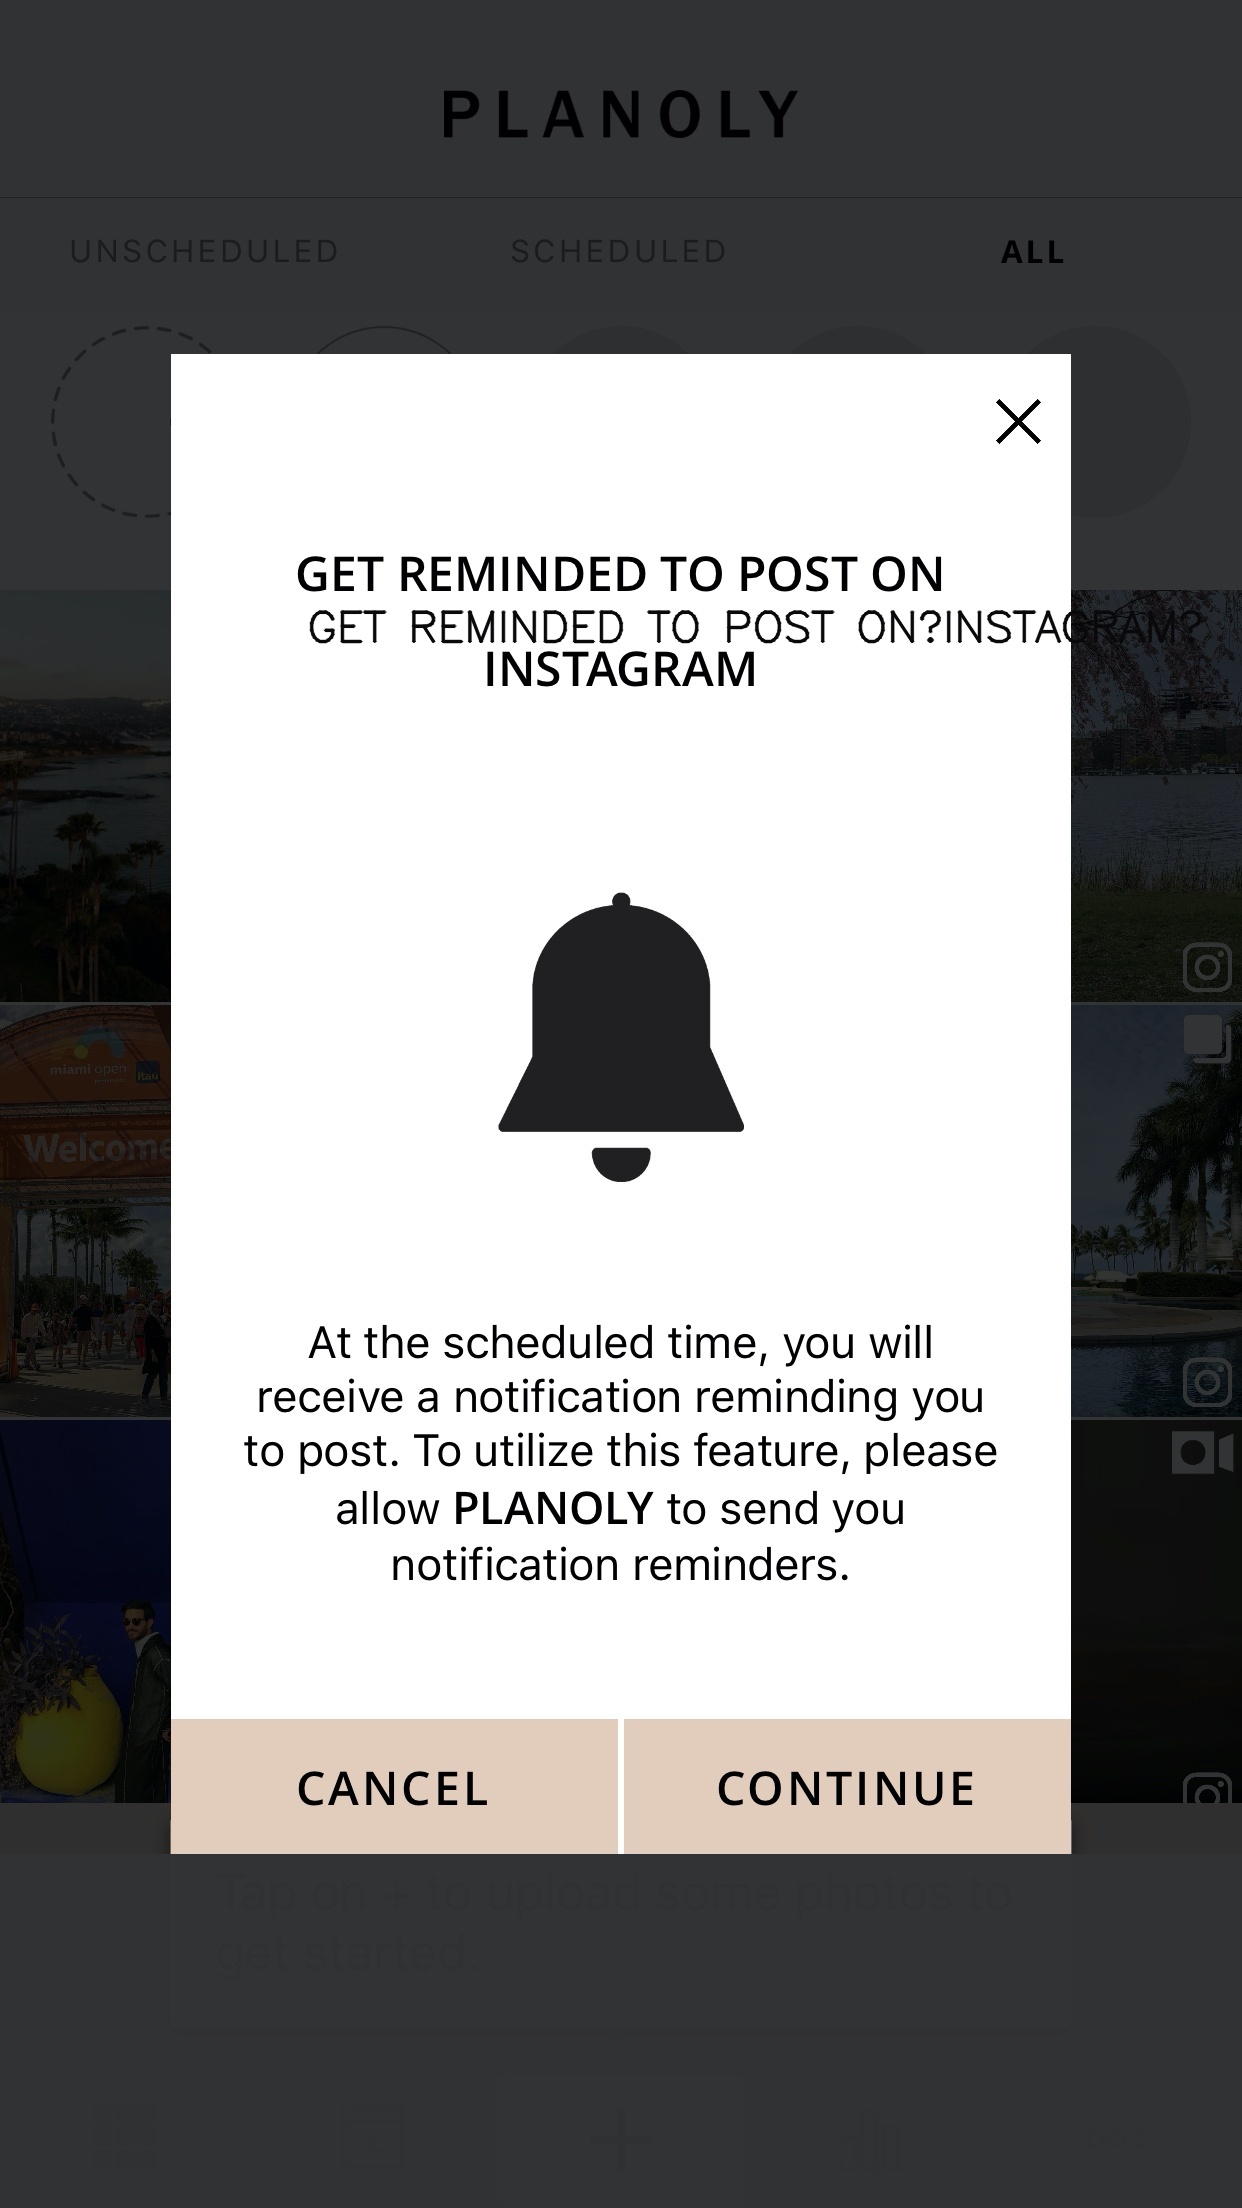 PLANOLY
UNSCHEDULED SCHEDULED ALL
GET REMINDED TO POST ON
GET REMINDED TO POST ON?INSTAGRAM?
INSTAGRAM
miami open
Itaú
Welcome
At the scheduled time, you will
receive a notification reminding you
to post. To utilize this feature, please
allow PLANOLY to send you
notification reminders.
CANCEL CONTINUE
Tap on + to upload some photos to
get started.